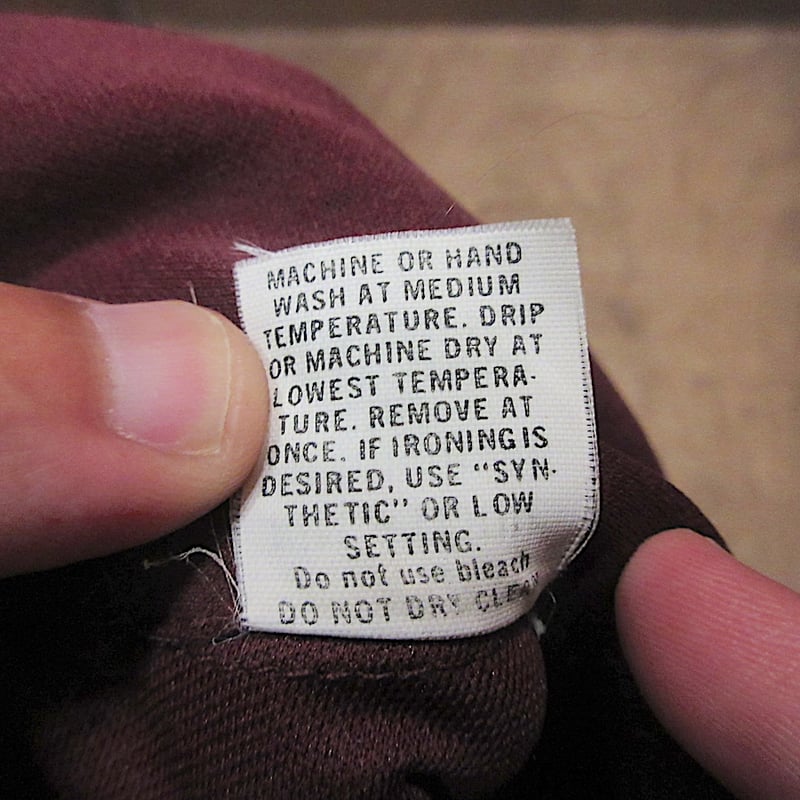 MACHINE OR HAND
WASH AT MEDIUM
TEMPERATURE. DRIP
OR MACHINE DRY AT
LOWEST TEMPERA-
TURE. REMOVE AT
ONCE. IF IRONING IS
DESIRED, USE "SYN-
THETIC" OR LOW
SETTING.
Do not use bleach
DO NOT DRY CLEAN